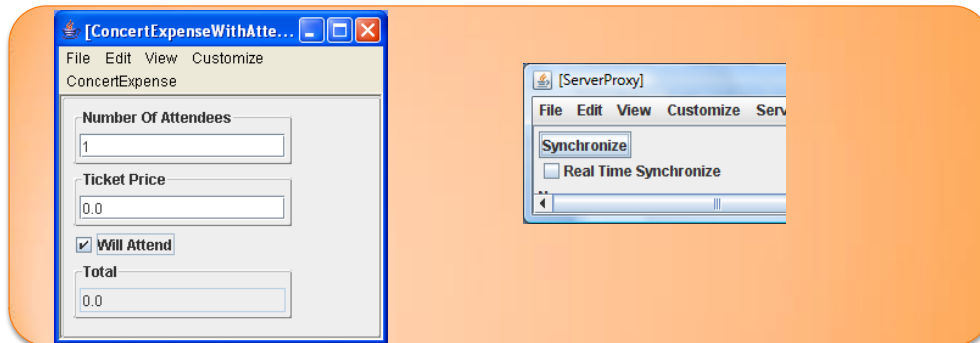 [ConcertExpenseWithAtte...
File Edit View Customize
ConcertExpense
Number Of Attendees
1
Ticket Price
0.0
Will Attend
Total
0.0
[ServerProxy]
File Edit View Customize Serv
Synchronize
Real Time Synchronize